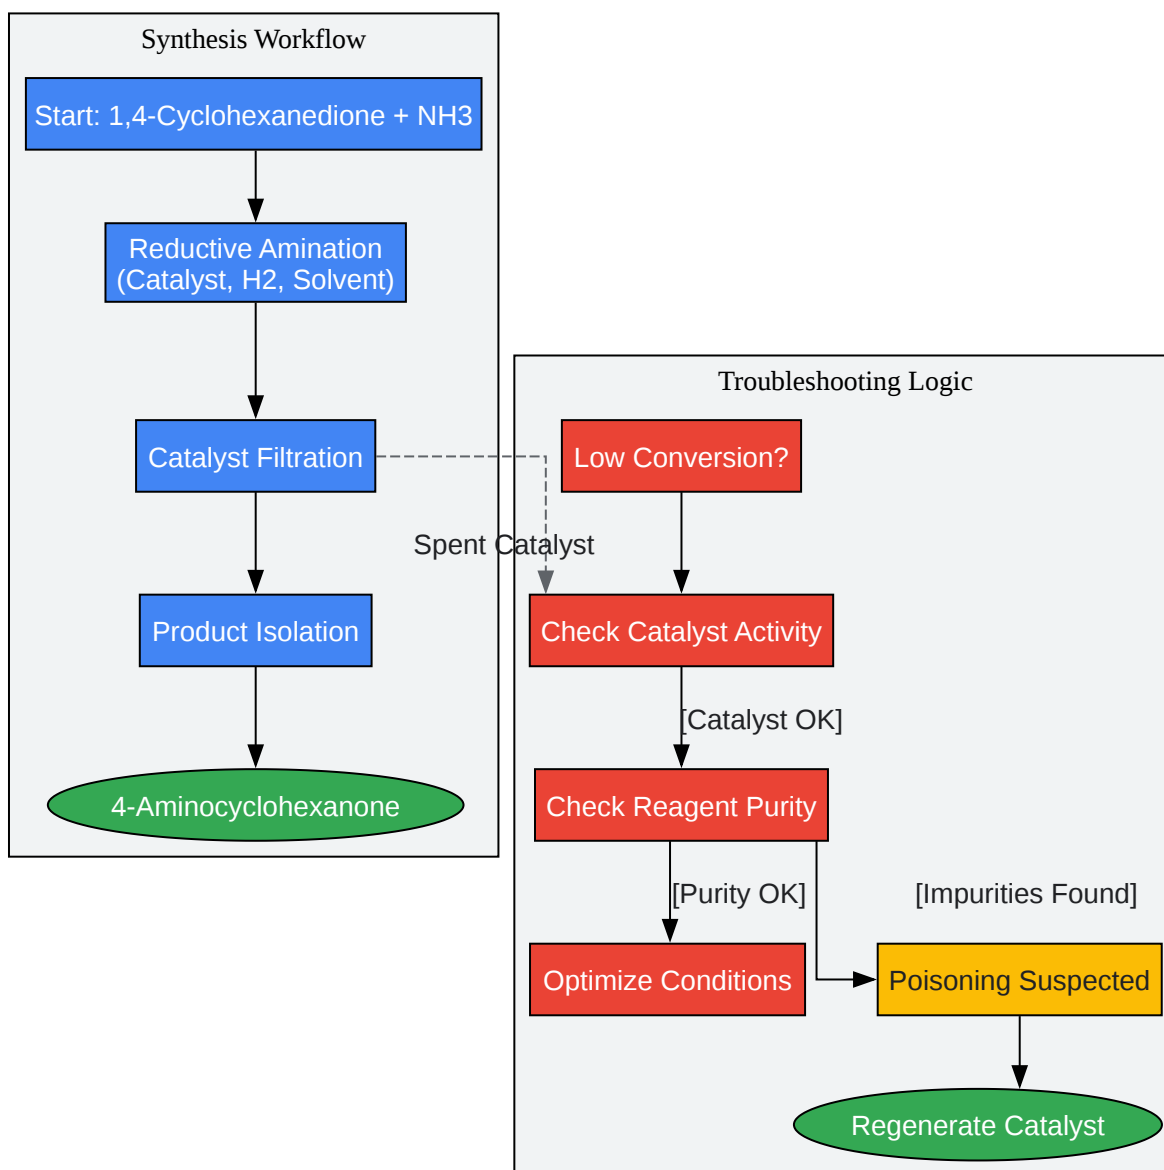 Synthesis Workflow
Start: 1,4-Cyclohexanedione + NH3
Reductive Amination
(Catalyst, H2, Solvent)
Catalyst Filtration
Product Isolation
4-Aminocyclohexanone
Spent Catalyst
Troubleshooting Logic
Low Conversion?
Check Catalyst Activity
[Catalyst OK]
Check Reagent Purity
[Purity OK]
[Impurities Found]
Optimize Conditions
Poisoning Suspected
Regenerate Catalyst